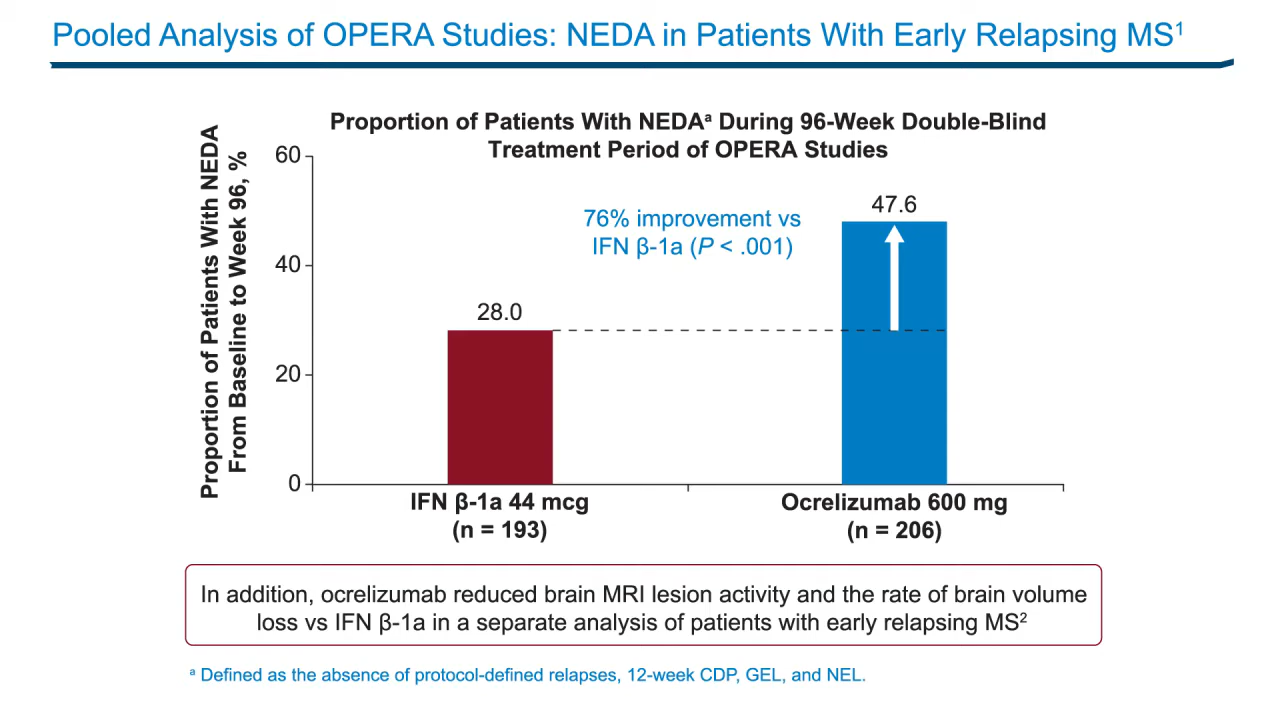 Pooled Analysis of OPERA Studies: NEDA in Patients With Early Relapsing MS¹
Proportion of Patients With NEDAᵃ During 96-Week Double-Blind
Treatment Period of OPERA Studies
Proportion of Patients With NEDA
From Baseline to Week 96, %
60
40
20
0
76% improvement vs
IFN β-1a (P < .001)
28.0
47.6
IFN β-1a 44 mcg
(n = 193)
Ocrelizumab 600 mg
(n = 206)
In addition, ocrelizumab reduced brain MRI lesion activity and the rate of brain volume
loss vs IFN β-1a in a separate analysis of patients with early relapsing MS²
ᵃ Defined as the absence of protocol-defined relapses, 12-week CDP, GEL, and NEL.